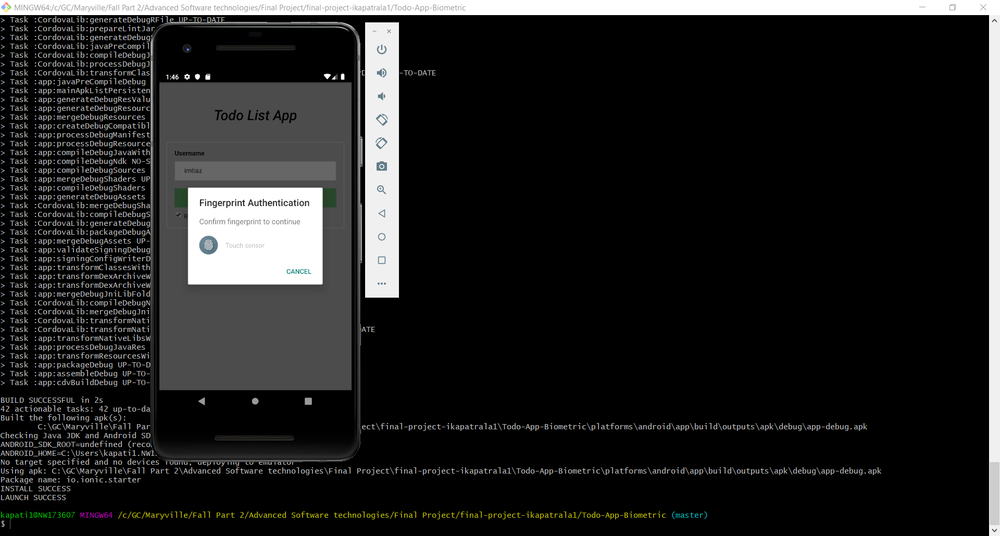 MINGW64:/c/GC/Maryville/Fall Part 2/Advanced Software technologies/Final Project/final-project-ikapatrala1/Todo-App-Biometric
> Task :CordovaLib:generateDebugRFile UP-TO-DATE
> Task :CordovaLib:prepareLintJar
> Task :CordovaLib:generateDebug
> Task :CordovaLib:javaPreCompil
> Task :CordovaLib:compileDebugJ
> Task :CordovaLib:processDebugJ
> Task :CordovaLib:transformClas -TO-DATE
> Task :app:javaPreCompileDebug
> Task :app:mainApkListPersisten
> Task :app:generateDebugResValu
> Task :app:generateDebugResourc
> Task :app:mergeDebugResources
> Task :app:createDebugCompatibl
> Task :app:processDebugManifest
> Task :app:processDebugResource
> Task :app:compileDebugJavaWith
> Task :app:compileDebugNdk NO-S
> Task :app:compileDebugSources
> Task :app:mergeDebugShaders UP
> Task :app:compileDebugShaders
> Task :app:generateDebugAssets
> Task :CordovaLib:mergeDebugSha
> Task :CordovaLib:compileDebugS
> Task :CordovaLib:generateDebug
> Task :CordovaLib:packageDebugA
> Task :app:mergeDebugAssets UP-
> Task :app:validateSigningDebug
> Task :app:signingConfigWriterD
> Task :app:transformClassesWith
> Task :app:transformDexArchiveW
> Task :app:transformDexArchiveW
> Task :app:mergeDebugJniLibFold
> Task :CordovaLib:compileDebugN
> Task :CordovaLib:mergeDebugJni
> Task :CordovaLib:transformNati
> Task :CordovaLib:transformNati ATE
> Task :app:transformNativeLibsW
> Task :app:processDebugJavaRes
> Task :app:transformResourcesWi
> Task :app:packageDebug UP-TO-D
> Task :app:assembleDebug UP-TO-
> Task :app:cdvBuildDebug UP-TO-
BUILD SUCCESSFUL in 2s
42 actionable tasks: 42 up-to-da
Built the following apk(s):
C:\GC\Maryville\Fall Par ect\final-project-ikapatrala1\Todo-App-Biometric\platforms\android\app\build\outputs\apk\debug\app-debug.apk
Checking Java JDK and Android SD
ANDROID_SDK_ROOT=undefined (reco
ANDROID_HOME=C:\Users\kapati1.NW1
No target specified and no devices found, deploying to emulator
Using apk: C:\GC\Maryville\Fall Part 2\Advanced Software technologies\Final Project\final-project-ikapatrala1\Todo-App-Biometric\platforms\android\app\build\outputs\apk\debug\app-debug.apk
Package name: io.ionic.starter
INSTALL SUCCESS
LAUNCH SUCCESS
kapati1@NW173607 MINGW64 /c/GC/Maryville/Fall Part 2/Advanced Software technologies/Final Project/final-project-ikapatrala1/Todo-App-Biometric (master)
$
1:46
Todo List App
Username
imtiaz
R
Fingerprint Authentication
Confirm fingerprint to continue
Touch sensor
CANCEL